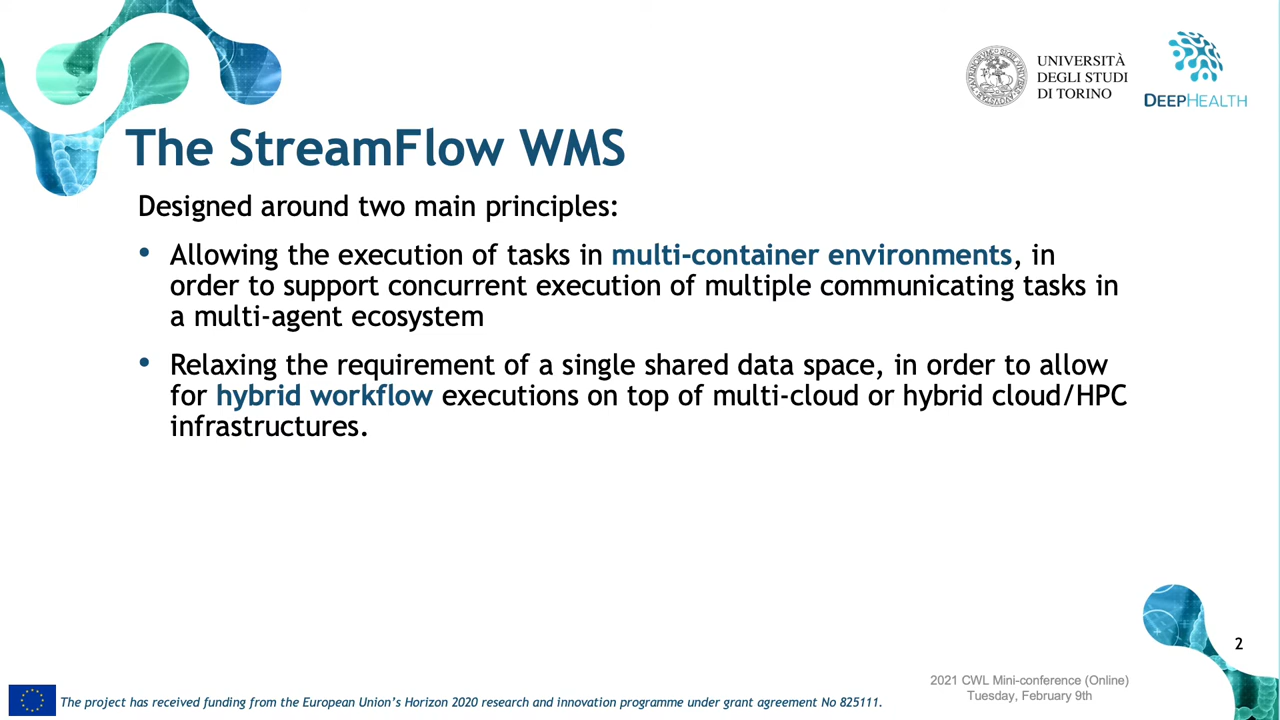 UNIVERSITÀ
DEGLI STUDI
DI TORINO
DEEPHEALTH
The StreamFlow WMS
Designed around two main principles:
• Allowing the execution of tasks in multi-container environments, in
order to support concurrent execution of multiple communicating tasks in
a multi-agent ecosystem
• Relaxing the requirement of a single shared data space, in order to allow
for hybrid workflow executions on top of multi-cloud or hybrid cloud/HPC
infrastructures.
2
2021 CWL Mini-conference (Online)
Tuesday, February 9th
The project has received funding from the European Union's Horizon 2020 research and innovation programme under grant agreement No 825111.